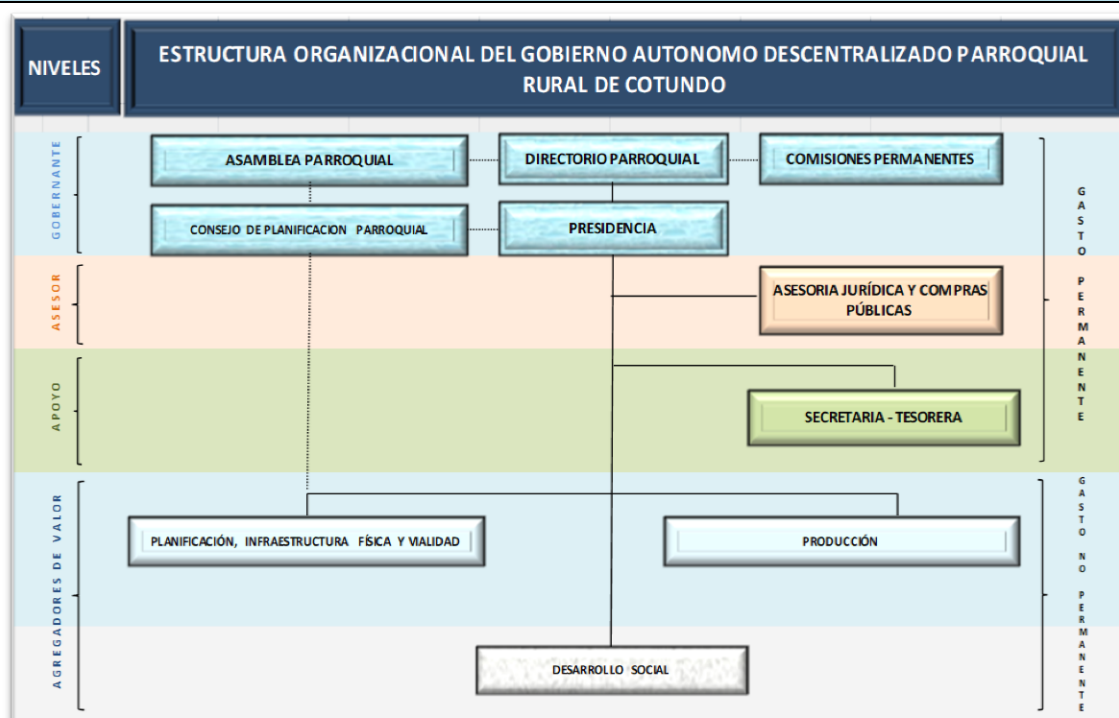 NIVELES
ESTRUCTURA ORGANIZACIONAL DEL GOBIERNO AUTONOMO DESCENTRALIZADO PARROQUIAL
RURAL DE COTUNDO
GOBERNANTE
ASAMBLEA PARROQUIAL
DIRECTORIO PARROQUIAL
COMISIONES PERMANENTES
CONSEJO DE PLANIFICACION PARROQUIAL
PRESIDENCIA
GASTO PERMANENTE
ASESOR
ASESORIA JURÍDICA Y COMPRAS
PÚBLICAS
APOYO
SECRETARIA - TESORERA
AGREGADORES DE VALOR
PLANIFICACIÓN, INFRAESTRUCTURA FÍSICA Y VIALIDAD
PRODUCCIÓN
GASTO NO PERMANENTE
DESARROLLO SOCIAL